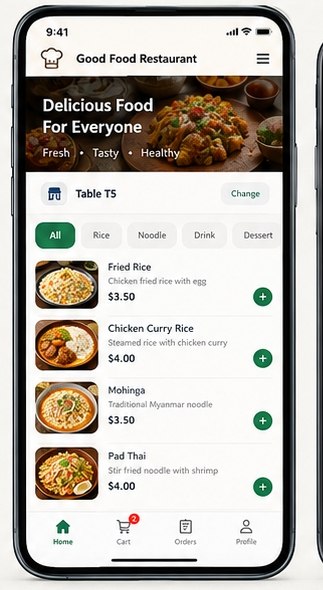 9:41
Good Food Restaurant
Delicious Food
For Everyone
Fresh • Tasty • Healthy
Table T5
Change
All
Rice
Noodle
Drink
Dessert
Fried Rice
Chicken fried rice with egg
$3.50
Chicken Curry Rice
Steamed rice with chicken curry
$4.00
Mohinga
Traditional Myanmar noodle
$3.50
Pad Thai
Stir fried noodle with shrimp
$4.00
2
Home
Cart
Orders
Profile